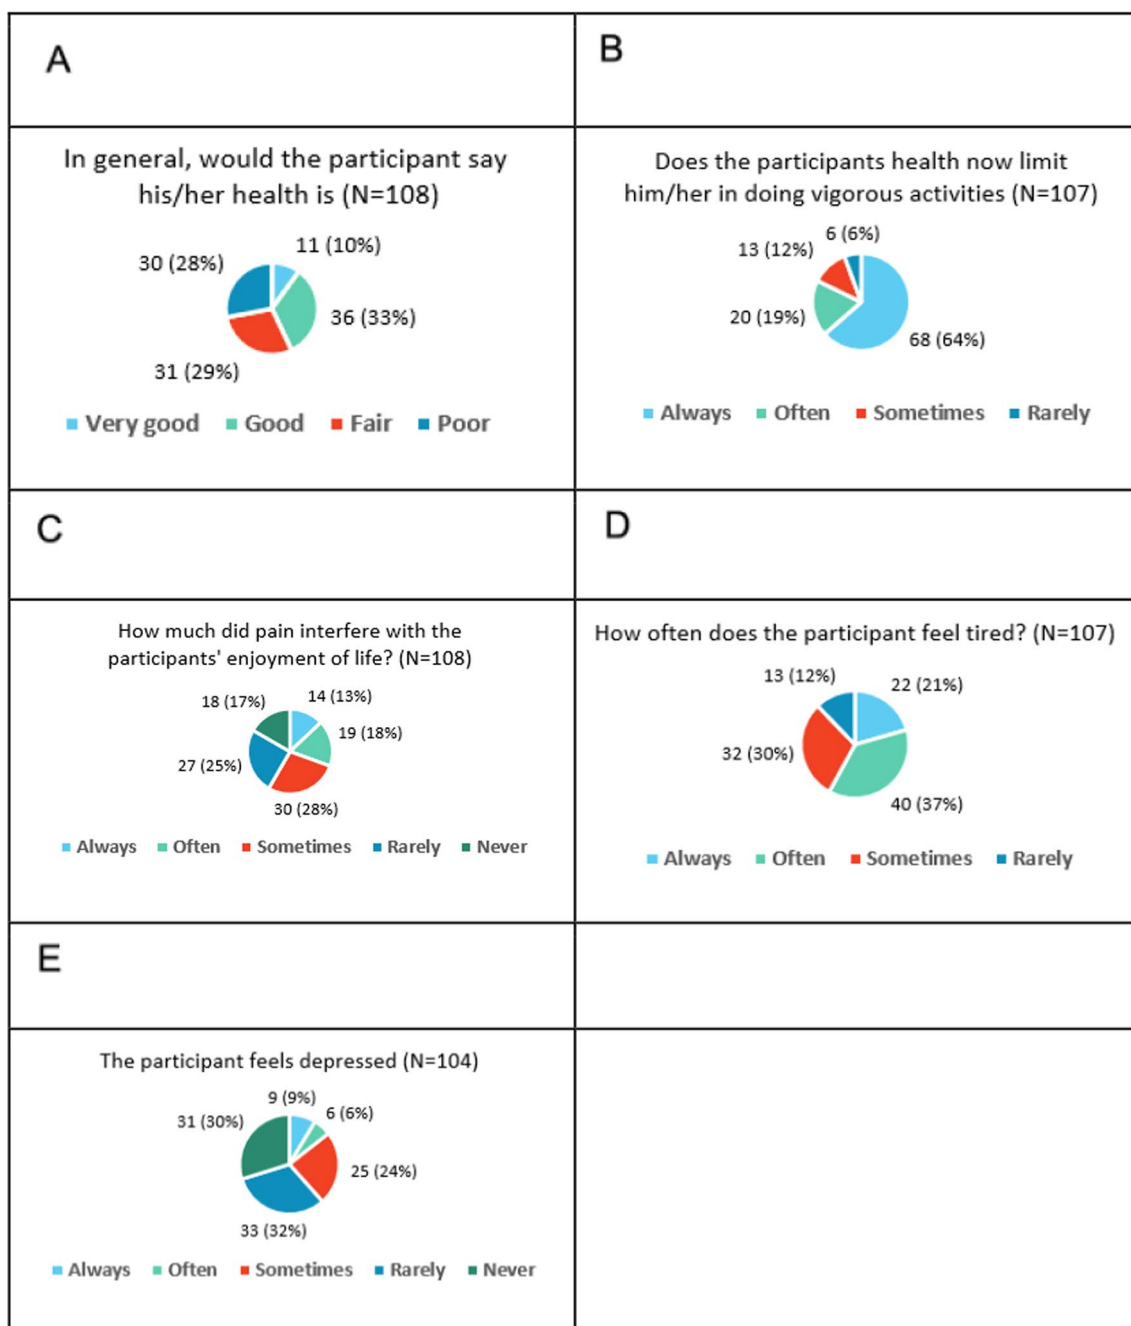 A
B
In general, would the participant say
his/her health is (N=108)
30 (28%)
11 (10%)
36 (33%)
31 (29%)
Very good Good Fair Poor
Does the participants health now limit
him/her in doing vigorous activities (N=107)
6 (6%)
13 (12%)
20 (19%)
68 (64%)
Always Often Sometimes Rarely
C
D
How much did pain interfere with the
participants' enjoyment of life? (N=108)
18 (17%)
14 (13%)
19 (18%)
27 (25%)
30 (28%)
Always Often Sometimes Rarely Never
How often does the participant feel tired? (N=107)
13 (12%)
22 (21%)
32 (30%)
40 (37%)
Always Often Sometimes Rarely
E
The participant feels depressed (N=104)
9 (9%)
6 (6%)
31 (30%)
25 (24%)
33 (32%)
Always Often Sometimes Rarely Never